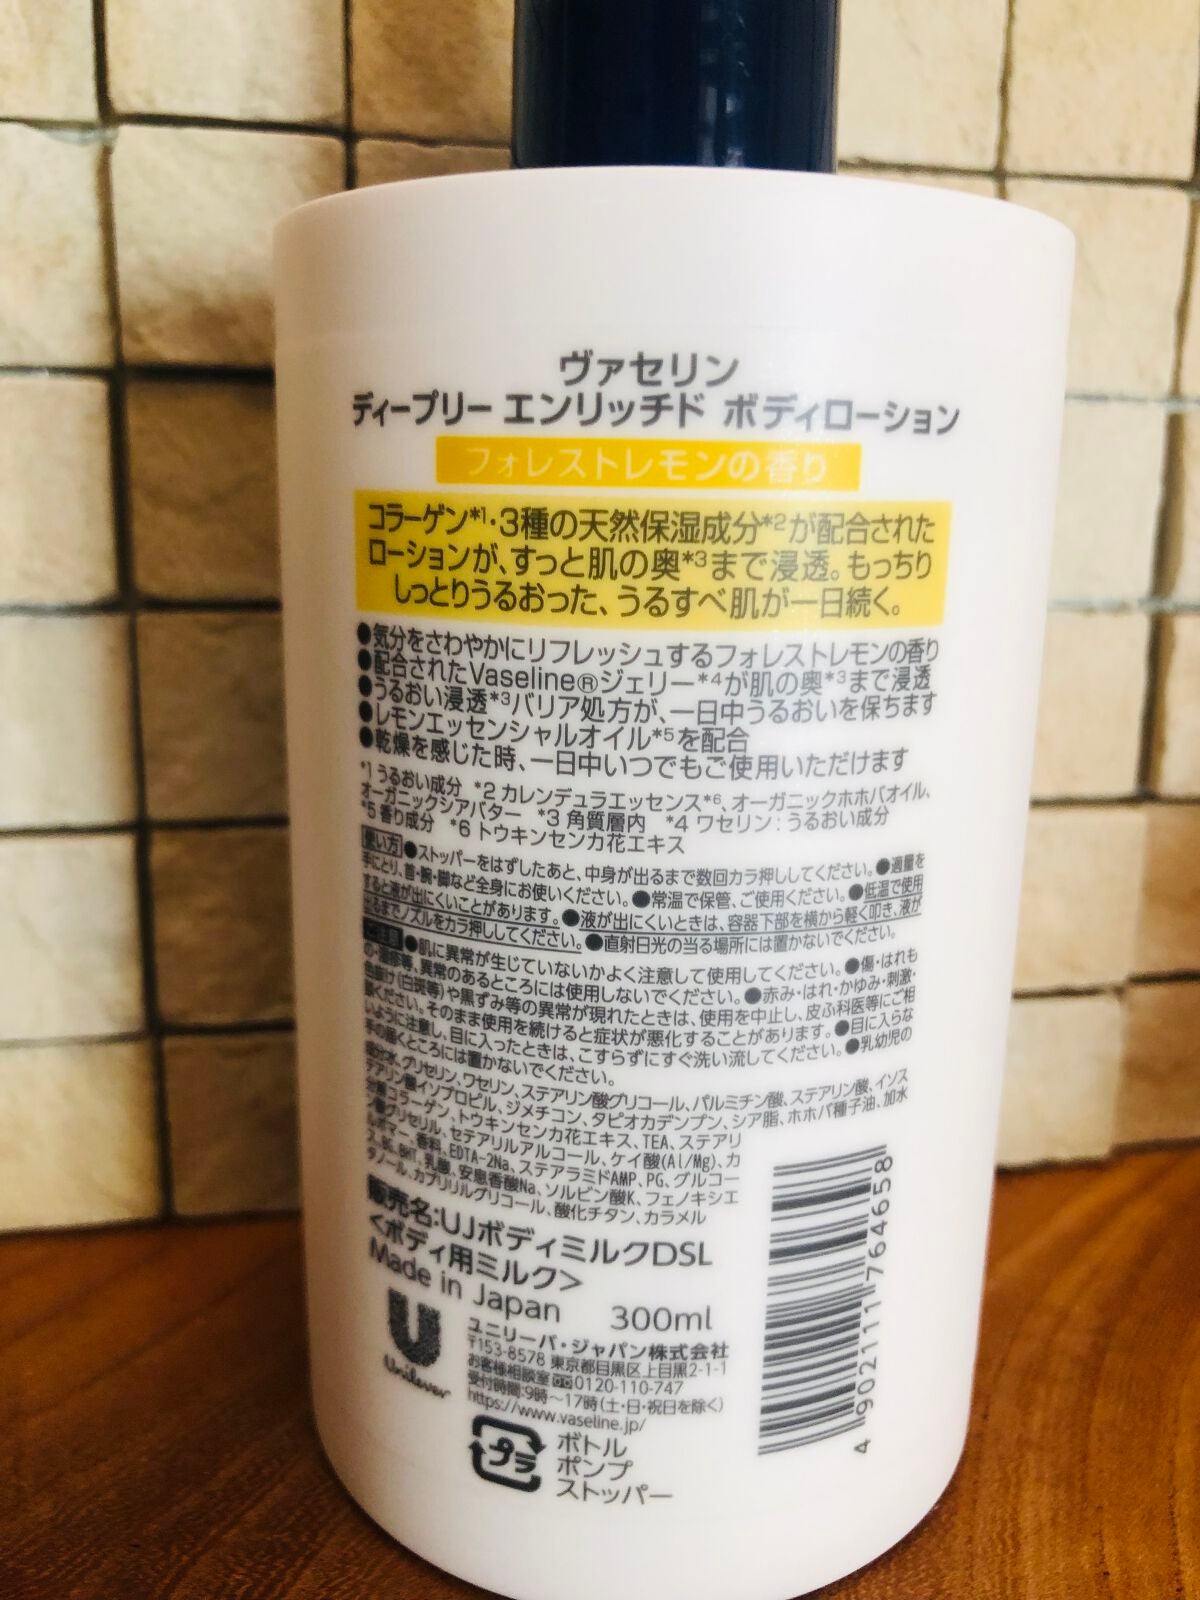 ヴァセリン
ディープリー エンリッチド ボディローション
フォレストレモンの香り
コラーゲン*1・3種の天然保湿成分*2が配合された
ローションが、すっと肌の奥*3まで浸透。もっちり
しっとりうるおった、うるすべ肌が一日続く。
●気分をさわやかにリフレッシュするフォレストレモンの香り
●配合されたVaseline®ジェリー*4が肌の奥*3まで浸透
●うるおい浸透*3バリア処方が、一日中うるおいを保ちます
●レモンエッセンシャルオイル*5を配合
●乾燥を感じた時、一日中いつでもご使用いただけます
*1 うるおい成分 *2 カレンデュラエッセンス*6、オーガニックホホバオイル、
オーガニックシアバター *3 角質層内 *4 ワセリン：うるおい成分
*5 香り成分 *6 トウキンセンカ花エキス
使い方●ストッパーをはずしたあと、中身が出るまで数回カラ押ししてください。●適量を
手にとり、首・腕・脚など全身にお使いください。●常温で保管、ご使用ください。●低温で使用
すると液が出にくいことがあります。●液が出にくいときは、容器下部を横から軽く叩き、液が
出るまでノズルをカラ押ししてください。●直射日光の当る場所には置かないでください。
ご注意●肌に異常が生じていないかよく注意して使用してください。●傷・はれも
の・湿疹等、異常のあるところには使用しないでください。●赤み・はれ・かゆみ・刺激・
色抜け(白斑等)や黒ずみ等の異常が現れたときは、使用を中止し、皮ふ科医等にご相
談ください。そのまま使用を続けると症状が悪化することがあります。●目に入らな
いように注意し、目に入ったときは、こすらずにすぐ洗い流してください。●乳幼児の
手の届くところには置かないでください。
成分:水、グリセリン、ワセリン、ステアリン酸グリコール、パルミチン酸、ステアリン酸、イソス
テアリン酸イソプロピル、ジメチコン、タピオカデンプン、シア脂、ホホバ種子油、加水
分解コラーゲン、トウキンセンカ花エキス、TEA、ステアリ
ン酸グリセリル、セテアリルアルコール、ケイ酸(Al/Mg)、カ
ルボマー、香料、EDTA-2Na、ステアラミドAMP、PG、グルコー
ス、BG、BHT、乳酸、安息香酸Na、ソルビン酸K、フェノキシエ
タノール、カプリリルグリコール、酸化チタン、カラメル
販売名:UJボディミルクDSL
<ボディ用ミルク>
Made in Japan 300ml
Unilever
ユニリーバ・ジャパン株式会社
〒153-8578 東京都目黒区上目黒2-1-1
お客様相談室 0120-110-747
受付時間:9時～17時(土・日・祝日を除く)
https://www.vaseline.jp/
プラ
ボトル
ポンプ
ストッパー
4 902111 764658